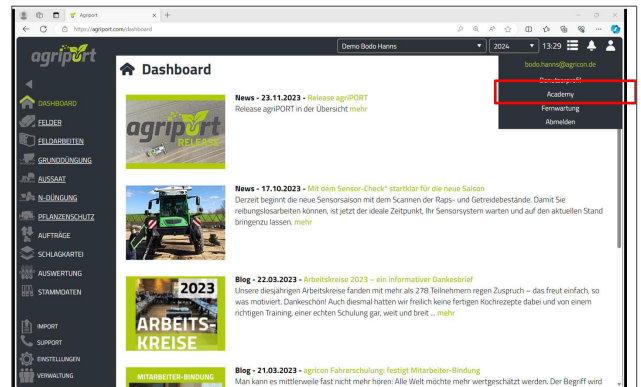 Agriport
https://agriport.com/dashboard
agriport
Demo Bodo Hanns
2024
13:29
bodo.hanns@agricon.de
Benutzerprofil
Academy
Fernwartung
Abmelden
Dashboard
DASHBOARD
FELDER
FELDARBEITEN
GRUNDDÜNGUNG
AUSSAAT
N-DÜNGUNG
PFLANZENSCHUTZ
AUFTRÄGE
SCHLAGKARTEI
AUSWERTUNG
STAMMDATEN
IMPORT
SUPPORT
EINSTELLUNGEN
VERWALTUNG
agriport
RELEASE
News - 23.11.2023 - Release agriPORT
Release agriPORT in der Übersicht mehr
News - 17.10.2023 - Mit dem Sensor-Check* startklar für die neue Saison
Derzeit beginnt die neue Sensorsaison mit dem Scannen der Raps- und Getreidebestände. Damit Sie
reibungslosarbeiten können, ist jetzt der ideale Zeitpunkt, Ihr Sensorsystem warten und auf den aktuellen Stand
bringenzu lassen. mehr
2023
ARBEITS-
KREISE
Blog - 22.03.2023 - Arbeitskreise 2023 – ein informativer Dankesbrief
Unsere diesjährigen Arbeitskreise fanden mit mehr als 278 Teilnehmern regen Zuspruch – das freut einfach, so
was motiviert. Dankeschön! Auch diesmal hatten wir freilich keine fertigen Kochrezepte dabei und von einem
richtigen Training, einer echten Schulung gar, weit und breit ... mehr
MITARBEITER-BINDUNG
Blog - 21.03.2023 - agricon Fahrerschulung: festigt Mitarbeiter-Bindung
Man kann es mittlerweile fast nicht mehr hören: Alle Welt möchte mehr wertgeschätzt werden. Der Begriff wird